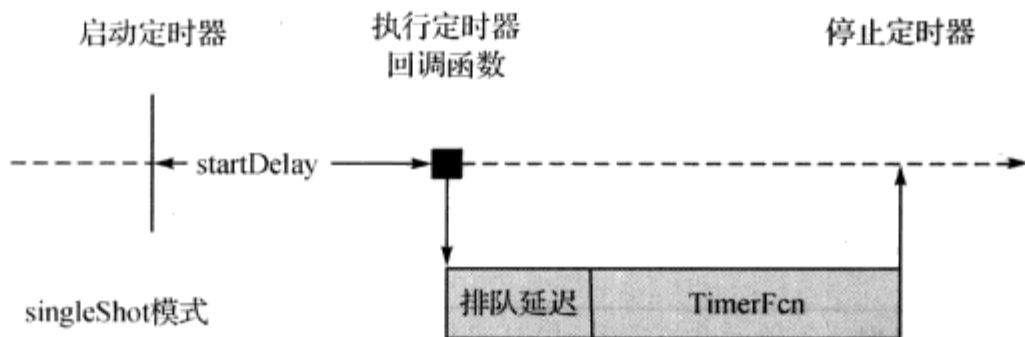 启动定时器
执行定时器
回调函数
停止定时器
startDelay
排队延迟
TimerFcn
singleShot模式